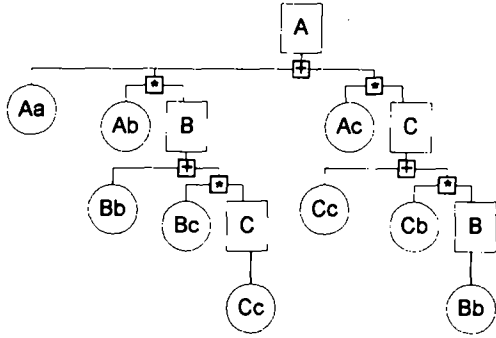 A
+
* *
Aa Ab B Ac C
+ +
Bb * Cc *
Bc C Cb B
Cc Bb